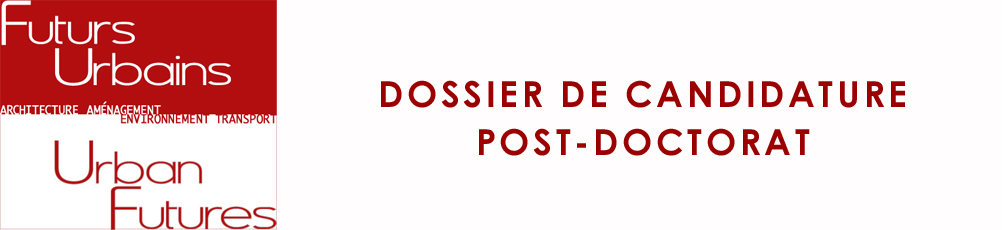 Futurs
Urbains
ARCHITECTURE AMÉNAGEMENT
ENVIRONNEMENT TRANSPORT
Urban
Futures
DOSSIER DE CANDIDATURE
POST-DOCTORAT